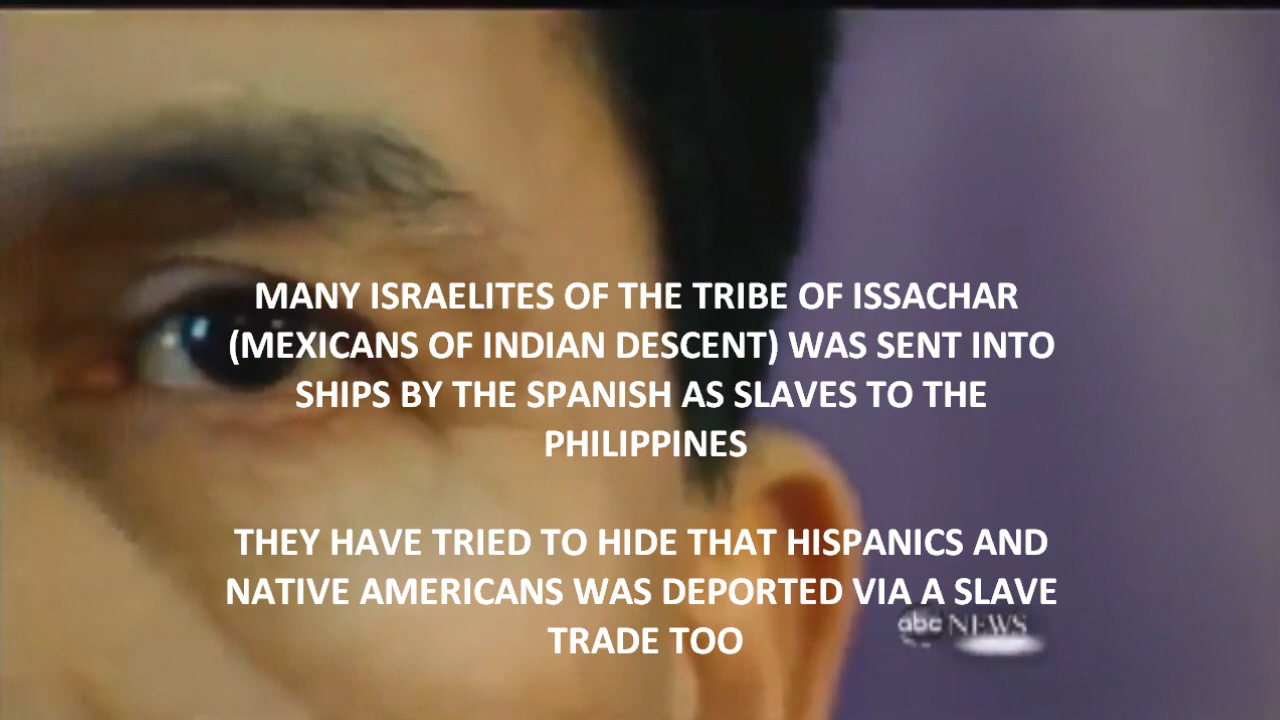 MANY ISRAELITES OF THE TRIBE OF ISSACHAR
(MEXICANS OF INDIAN DESCENT) WAS SENT INTO
SHIPS BY THE SPANISH AS SLAVES TO THE
PHILIPPINES
THEY HAVE TRIED TO HIDE THAT HISPANICS AND
NATIVE AMERICANS WAS DEPORTED VIA A SLAVE
TRADE TOO
abc NEWS